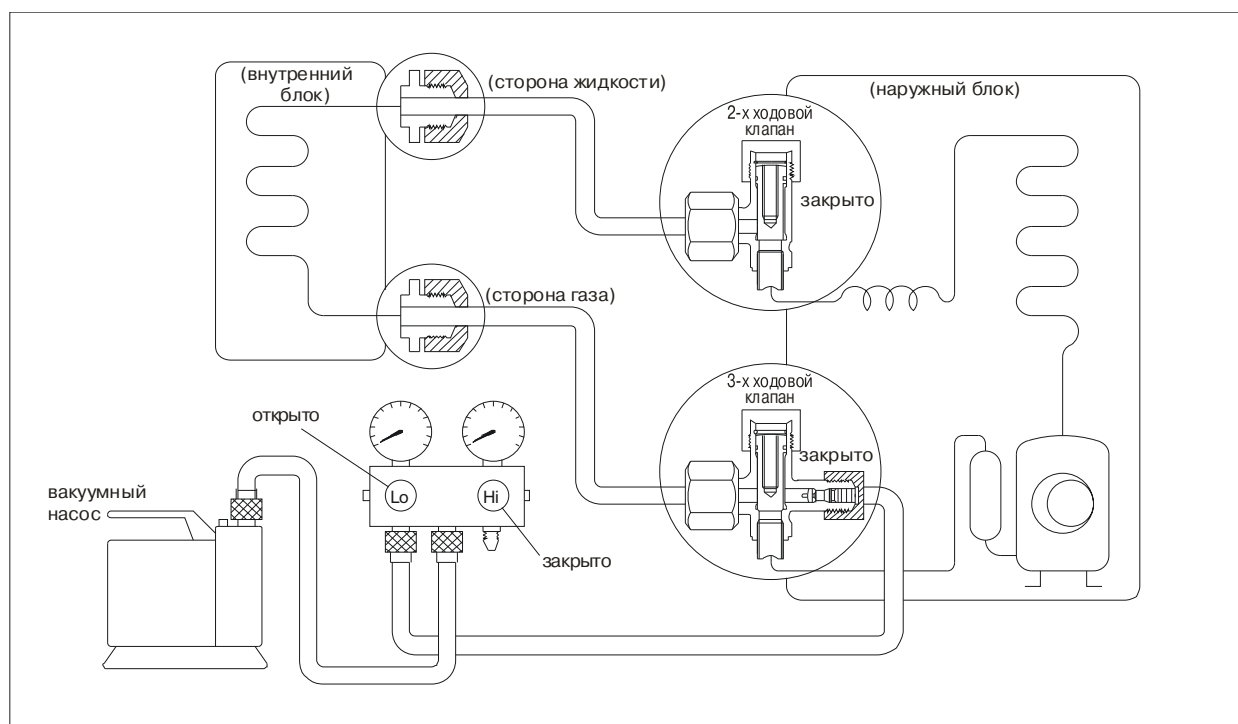 (внутренний
блок)
(сторона жидкости)
(наружный блок)
2-х ходовой
клапан
закрыто
(сторона газа)
3-х ходовой
клапан
закрыто
открыто
Lo
Hi
вакуумный
насос
закрыто